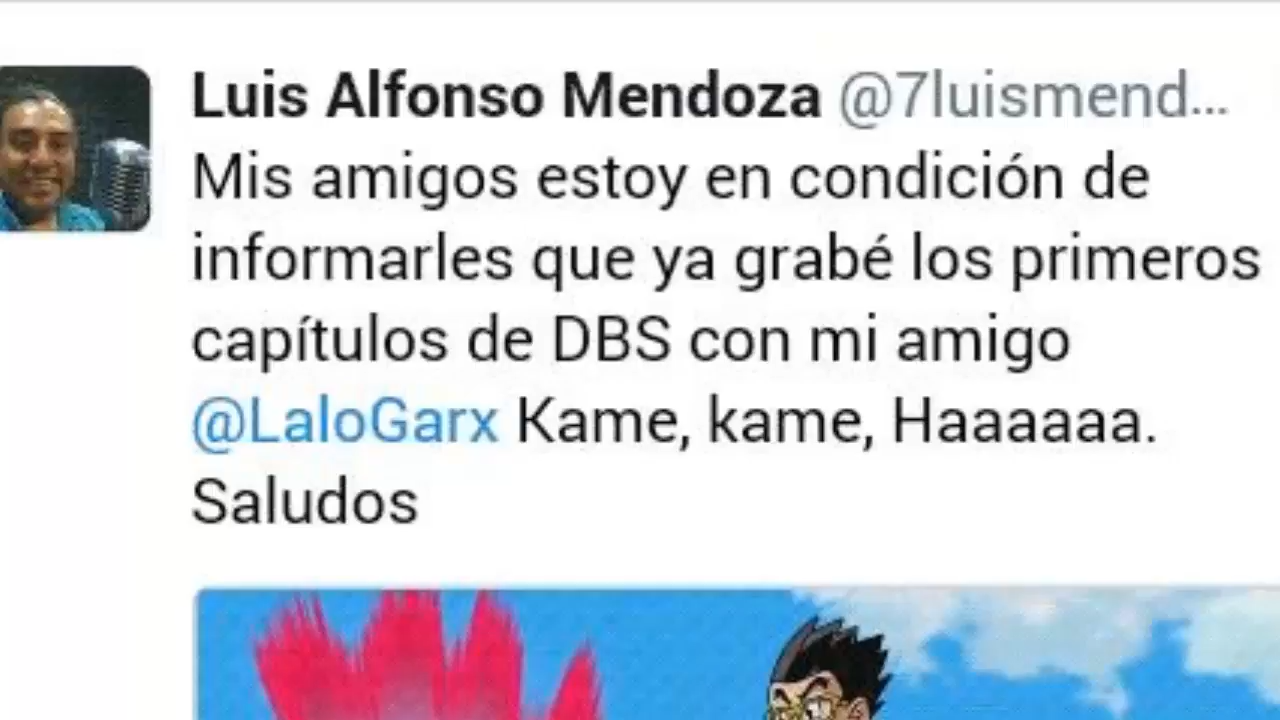 Luis Alfonso Mendoza @7luismend...
Mis amigos estoy en condición de
informarles que ya grabé los primeros
capítulos de DBS con mi amigo
@LaloGarx Kame, kame, Haaaaaa.
Saludos